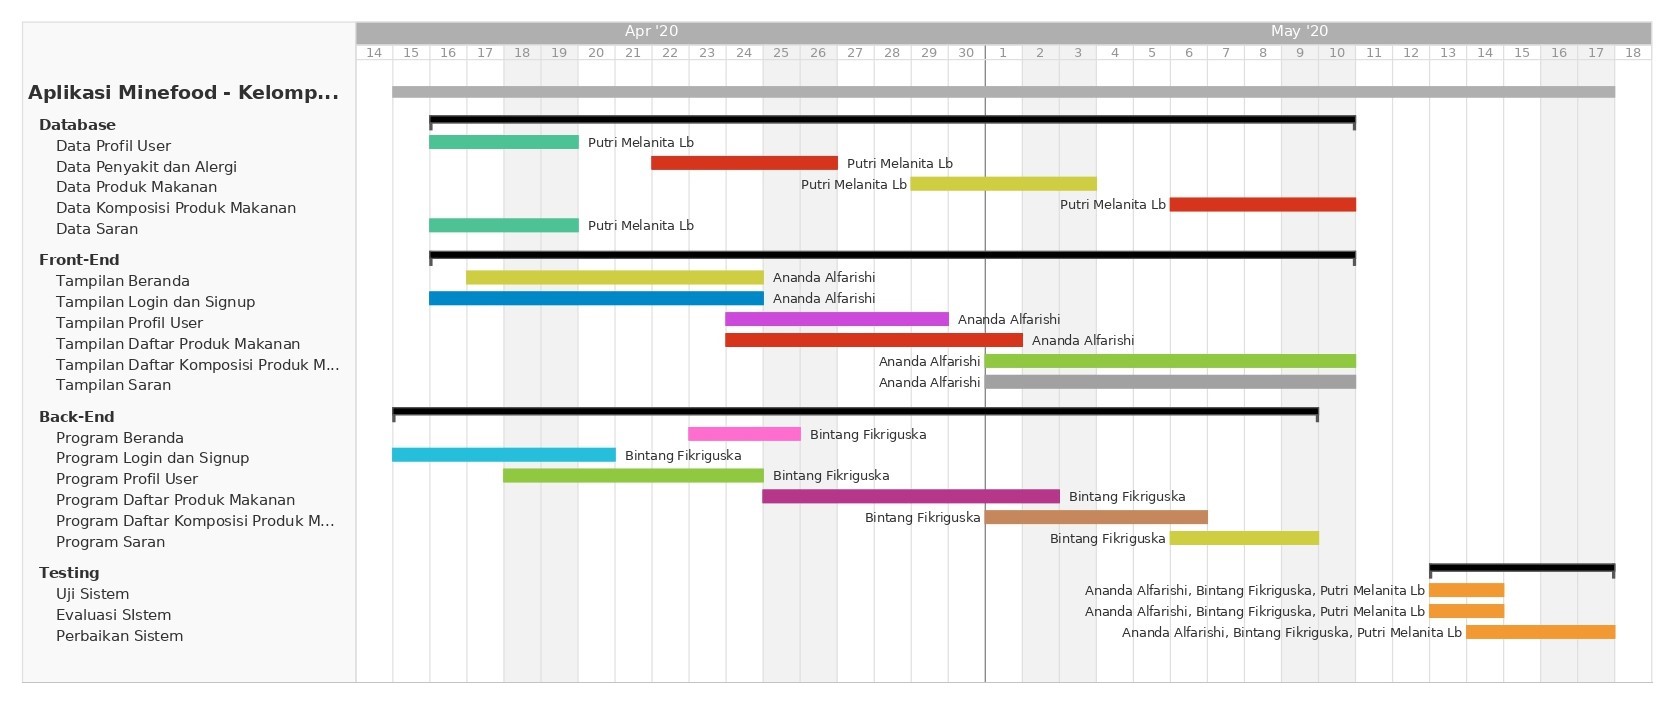 Apr '20 May '20
14 15 16 17 18 19 20 21 22 23 24 25 26 27 28 29 30 1 2 3 4 5 6 7 8 9 10 11 12 13 14 15 16 17 18
Aplikasi Minefood - Kelomp...
Database
Data Profil User Putri Melanita Lb
Data Penyakit dan Alergi Putri Melanita Lb
Data Produk Makanan Putri Melanita Lb
Data Komposisi Produk Makanan Putri Melanita Lb
Data Saran Putri Melanita Lb
Front-End
Tampilan Beranda Ananda Alfarishi
Tampilan Login dan Signup Ananda Alfarishi
Tampilan Profil User Ananda Alfarishi
Tampilan Daftar Produk Makanan Ananda Alfarishi
Tampilan Daftar Komposisi Produk M... Ananda Alfarishi
Tampilan Saran Ananda Alfarishi
Back-End
Program Beranda Bintang Fikriguska
Program Login dan Signup Bintang Fikriguska
Program Profil User Bintang Fikriguska
Program Daftar Produk Makanan Bintang Fikriguska
Program Daftar Komposisi Produk M... Bintang Fikriguska
Program Saran Bintang Fikriguska
Testing
Uji Sistem Ananda Alfarishi, Bintang Fikriguska, Putri Melanita Lb
Evaluasi SIstem Ananda Alfarishi, Bintang Fikriguska, Putri Melanita Lb
Perbaikan Sistem Ananda Alfarishi, Bintang Fikriguska, Putri Melanita Lb